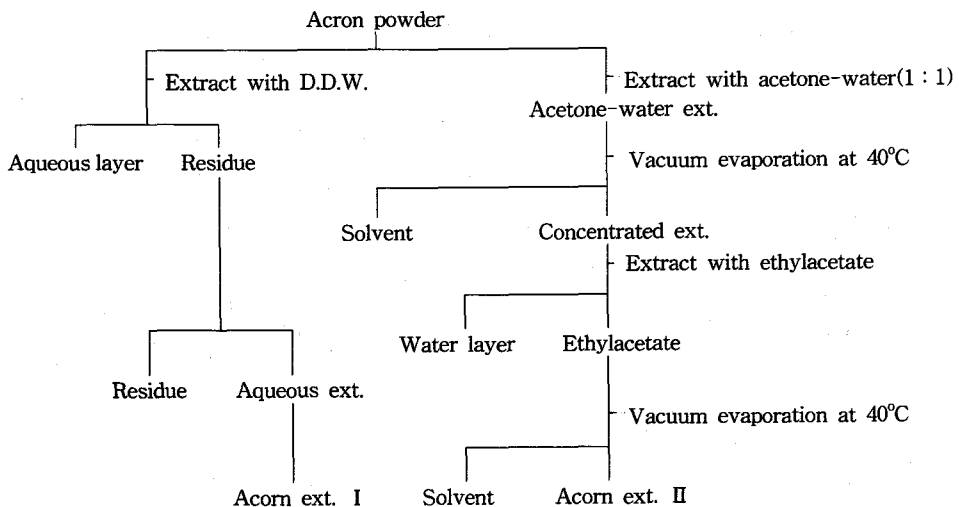 Acron powder
Extract with D.D.W.
Extract with acetone-water(1 : 1)
Acetone-water ext.
Aqueous layer
Residue
Vacuum evaporation at 40°C
Solvent
Concentrated ext.
Extract with ethylacetate
Water layer
Ethylacetate
Residue
Aqueous ext.
Vacuum evaporation at 40°C
Acorn ext. Ⅰ
Solvent
Acorn ext. Ⅱ